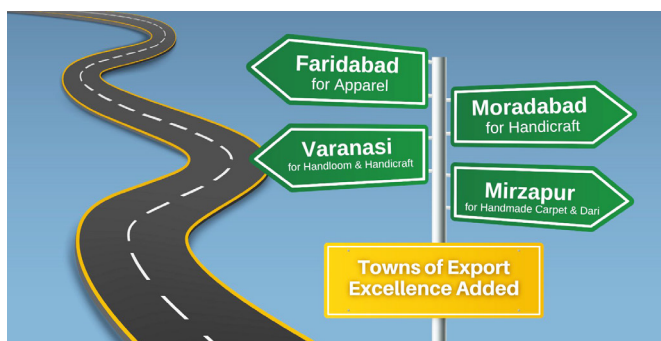 Faridabad
for Apparel
Moradabad
for Handicraft
Varanasi
for Handloom & Handicraft
Mirzapur
for Handmade Carpet & Dari
Towns of Export
Excellence Added